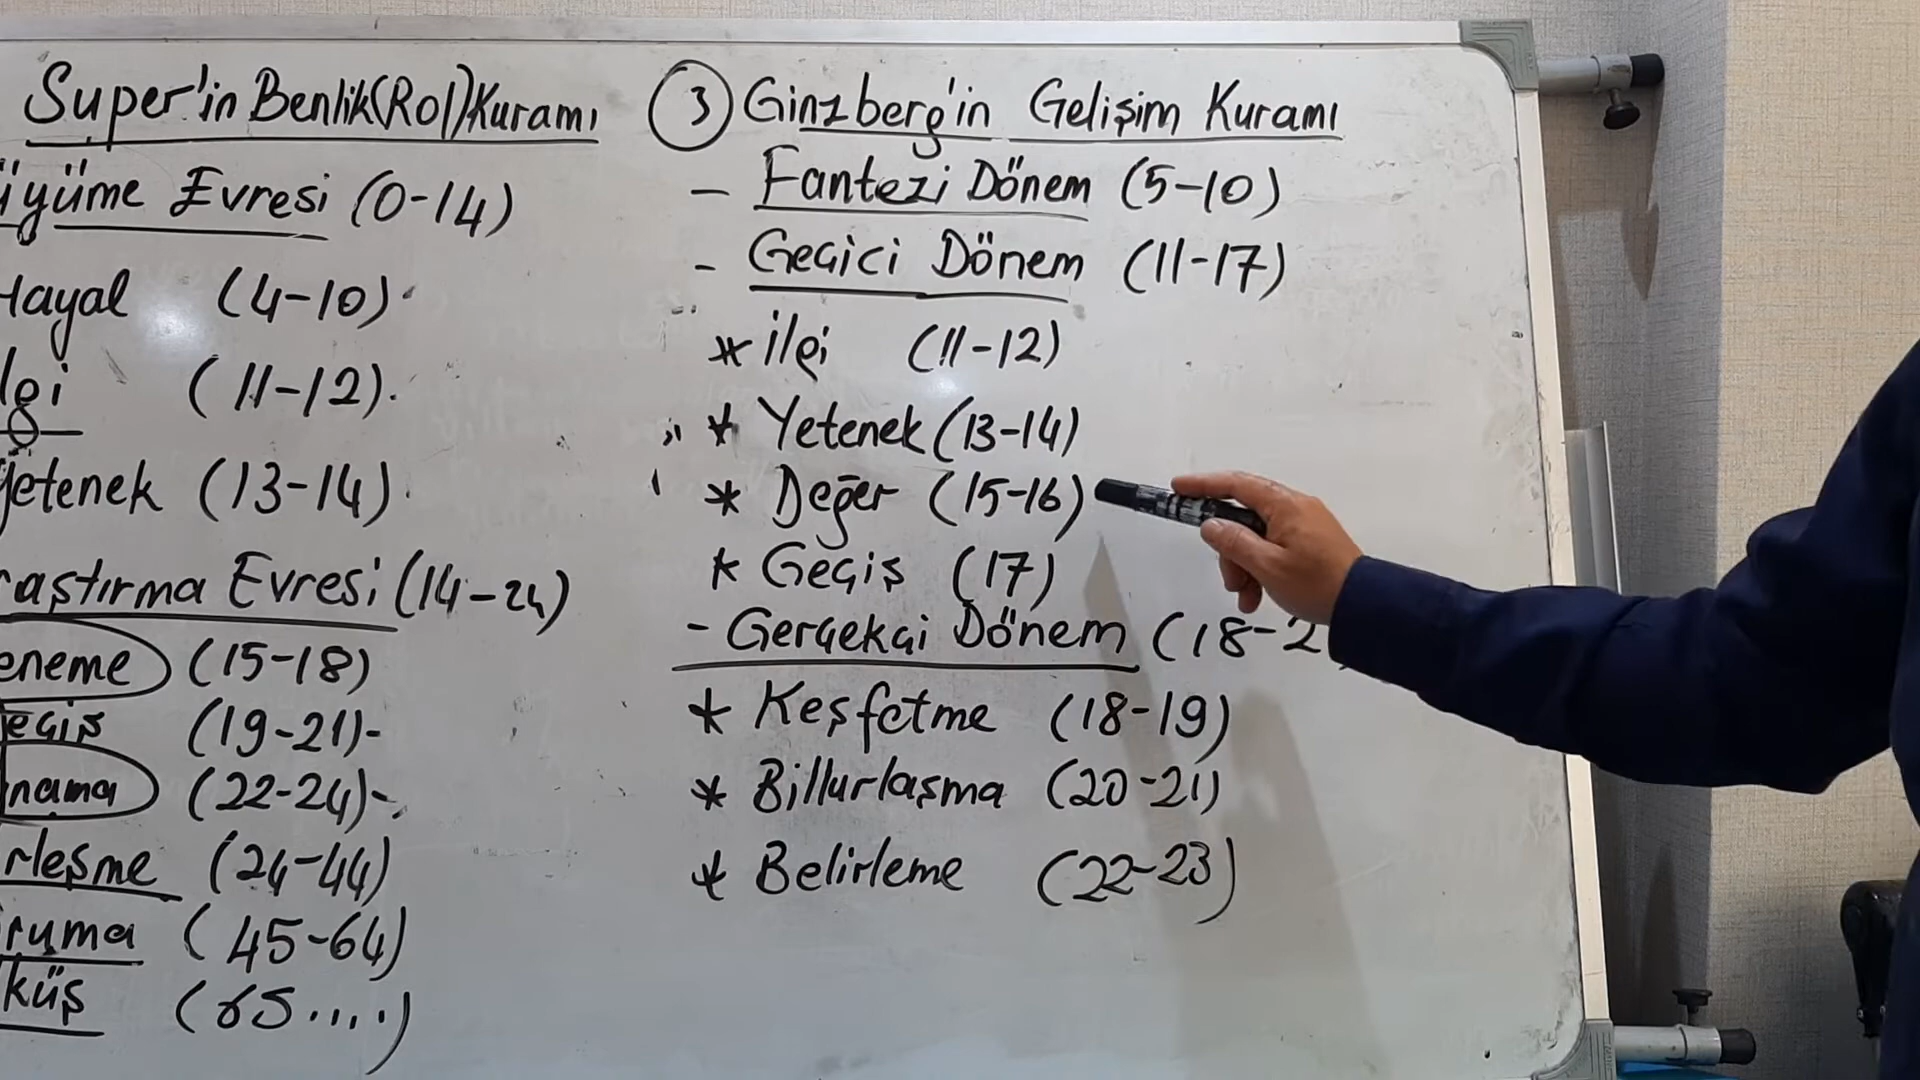 Super'in Benlik(Rol)Kuramı
üyüme Evresi (0-14)
Hayal (4-10)
lgi (11-12)
Yetenek (13-14)
raştırma Evresi (14-24)
eneme (15-18)
eçiş (19-21)-
nama (22-24)-
rleşme (24-44)
ruma (45-64)
küş (65....)
3 Ginzberg'in Gelişim Kuramı
- Fantezi Dönem (5-10)
- Geçici Dönem (11-17)
* İlgi (11-12)
* Yetenek (13-14)
* Değer (15-16)
* Geçiş (17)
- Gerçekçi Dönem (18-2
* Keşfetme (18-19)
* Billurlaşma (20-21)
* Belirleme (22-23)